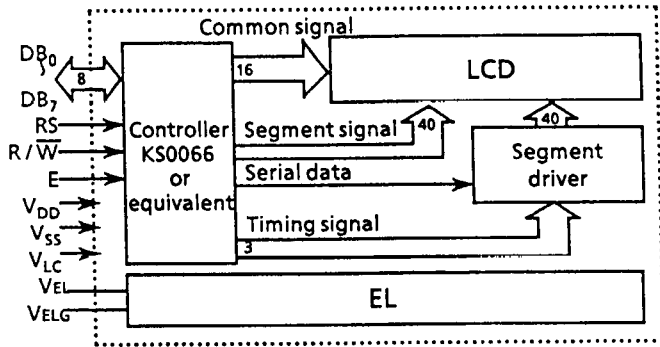 Common signal
DB0
8
16
LCD
DB7
RS
R / W
E
VDD
VSS
VLC
Controller
KS0066
or
equivalent
Segment signal
40
40
Segment
driver
Serial data
Timing signal
3
VEL
VELG
EL